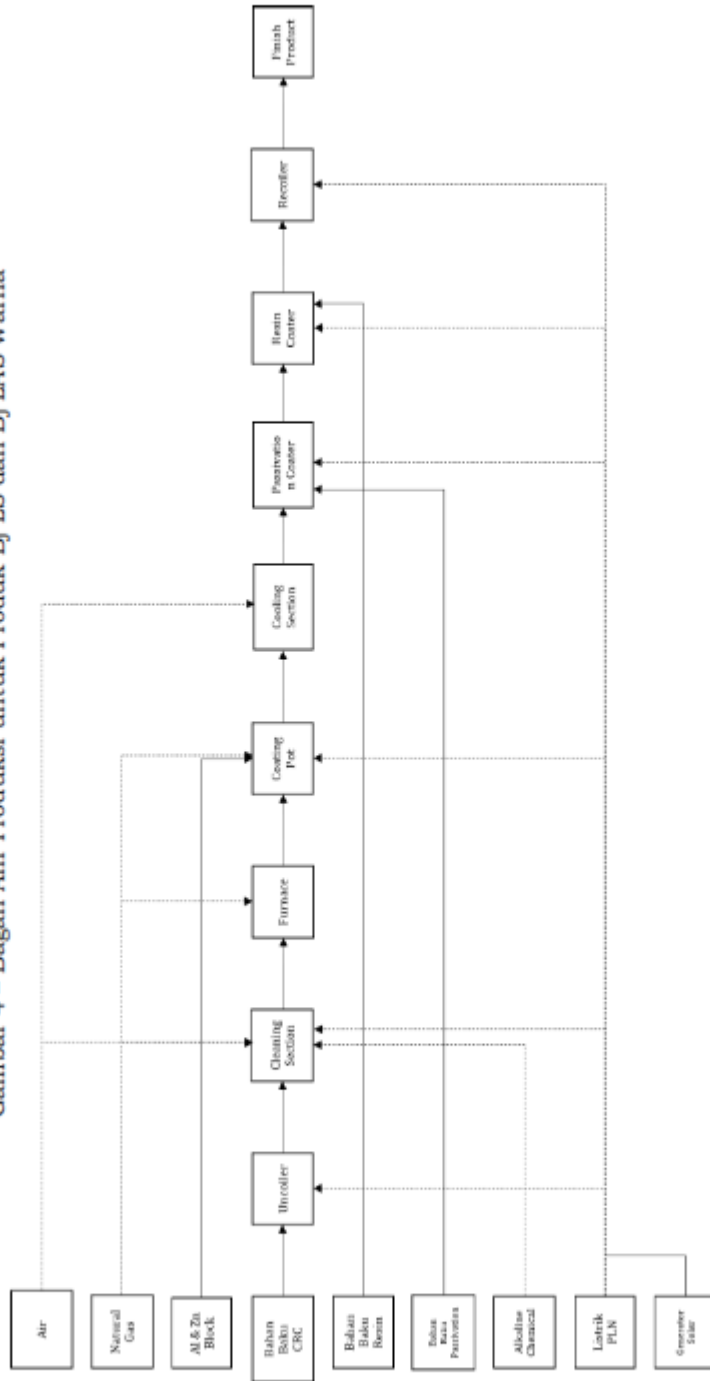 Gambar 4 – Bagan Alir Produksi untuk Produk Bj LS dan Bj LAS Warna
Air
Natural
Gas
Al & Zn
Block
Bahan
Baku
CRC
Bahan
Baku
Resin
Bahan
Baku
Passivation
Alkaline
Chemical
Listrik
PLN
Generator
Solar
Uncoiler
Cleaning
Section
Furnace
Coating
Pot
Cooling
Section
Passivatio
n Coater
Resin
Coater
Recoiler
Finish
Product